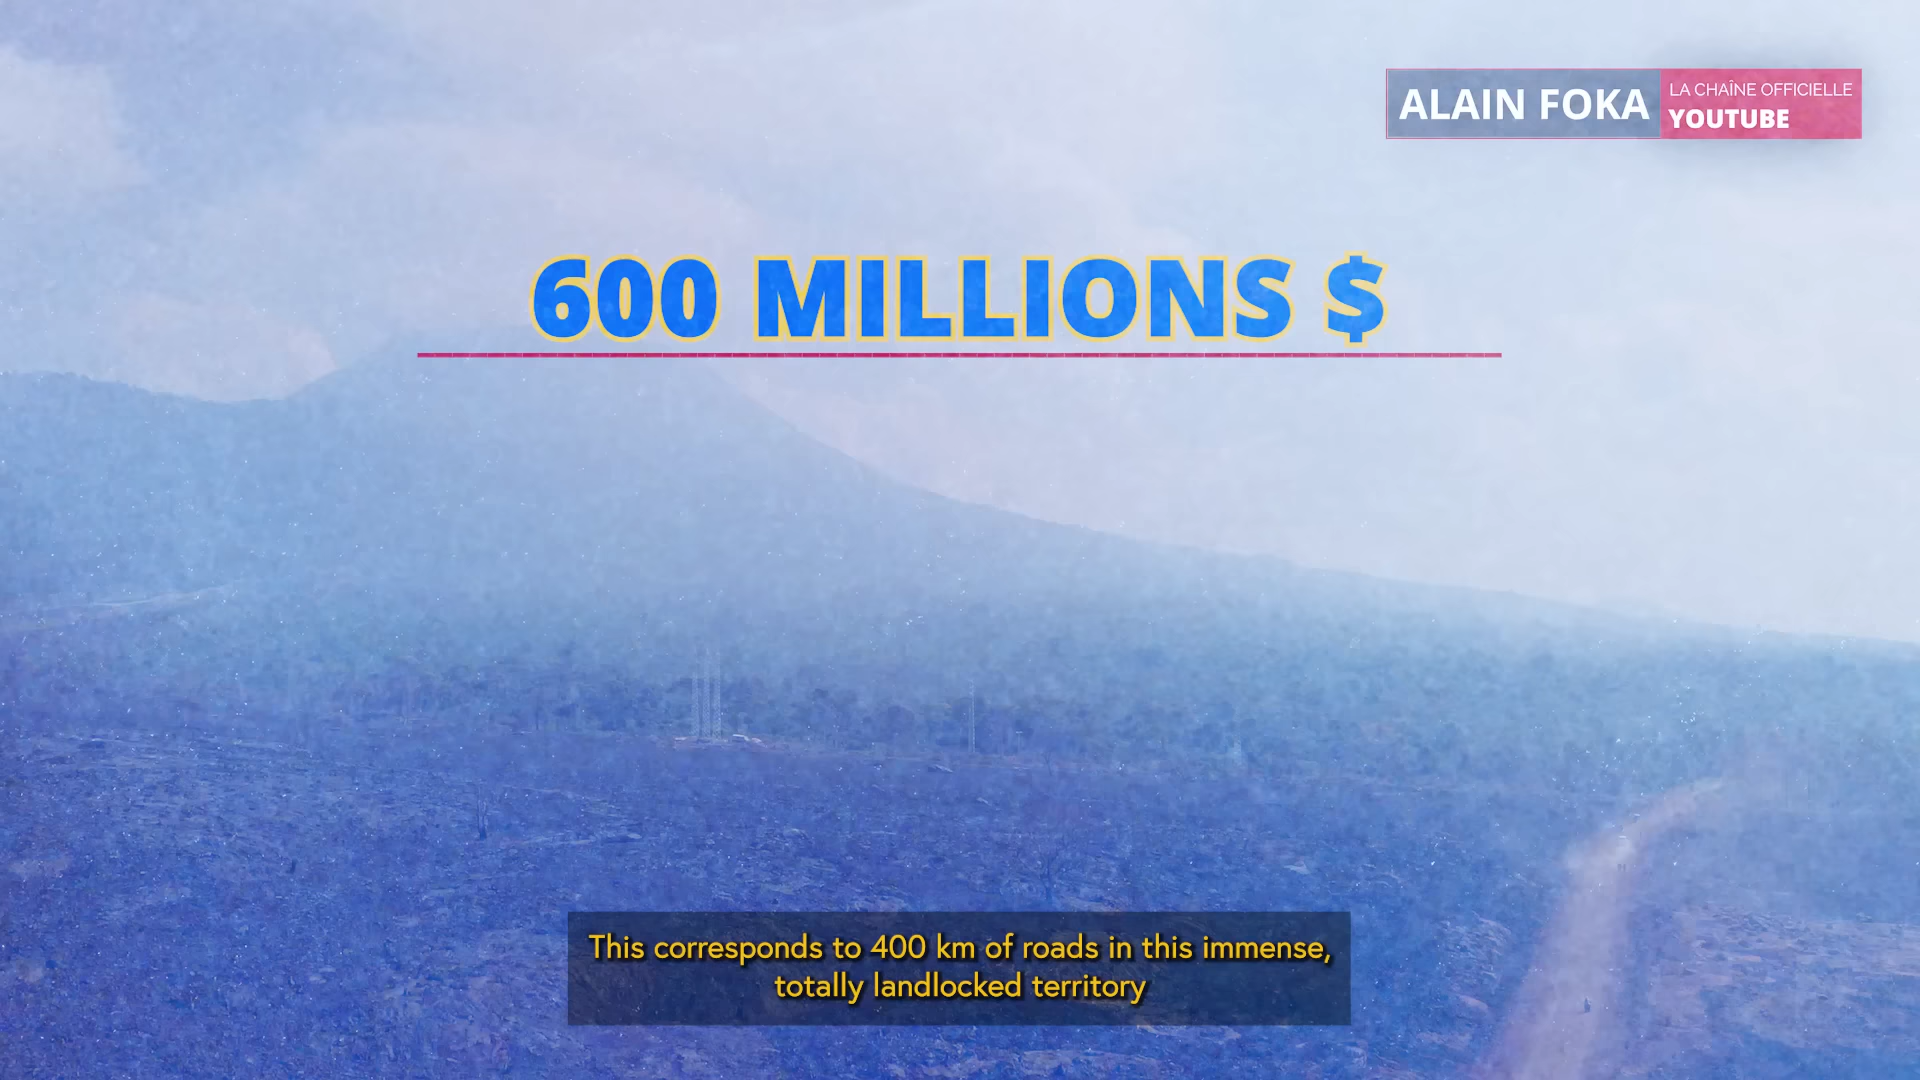 ALAIN FOKA
LA CHAÎNE OFFICIELLE
YOUTUBE
600 MILLIONS $
This corresponds to 400 km of roads in this immense,
totally landlocked territory